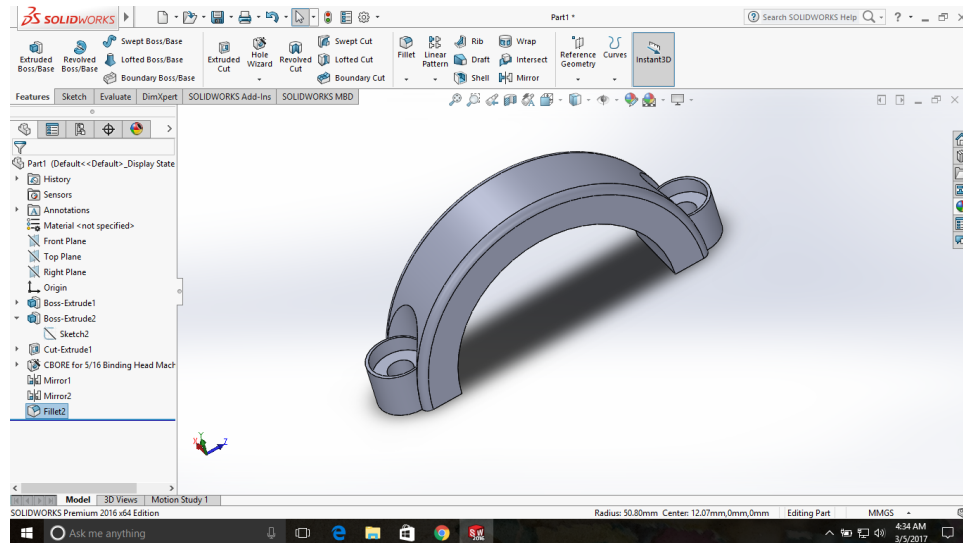 SOLIDWORKS
Part1 *
Search SOLIDWORKS Help
Extruded Boss/Base
Revolved Boss/Base
Swept Boss/Base
Lofted Boss/Base
Boundary Boss/Base
Extruded Cut
Hole Wizard
Revolved Cut
Swept Cut
Lofted Cut
Boundary Cut
Fillet
Linear Pattern
Rib
Draft
Shell
Wrap
Intersect
Mirror
Reference Geometry
Curves
Instant3D
Features Sketch Evaluate DimXpert SOLIDWORKS Add-Ins SOLIDWORKS MBD
Part1 (Default<<Default>_Display State
History
Sensors
Annotations
Material <not specified>
Front Plane
Top Plane
Right Plane
Origin
Boss-Extrude1
Boss-Extrude2
Sketch2
Cut-Extrude1
CBORE for 5/16 Binding Head Mach
Mirror1
Mirror2
Fillet2
Y
X
Z
Model 3D Views Motion Study 1
SOLIDWORKS Premium 2016 x64 Edition
Radius: 50.80mm Center: 12.07mm,0mm,0mm Editing Part MMGS
Ask me anything
SW
2016
4:34 AM
3/5/2017